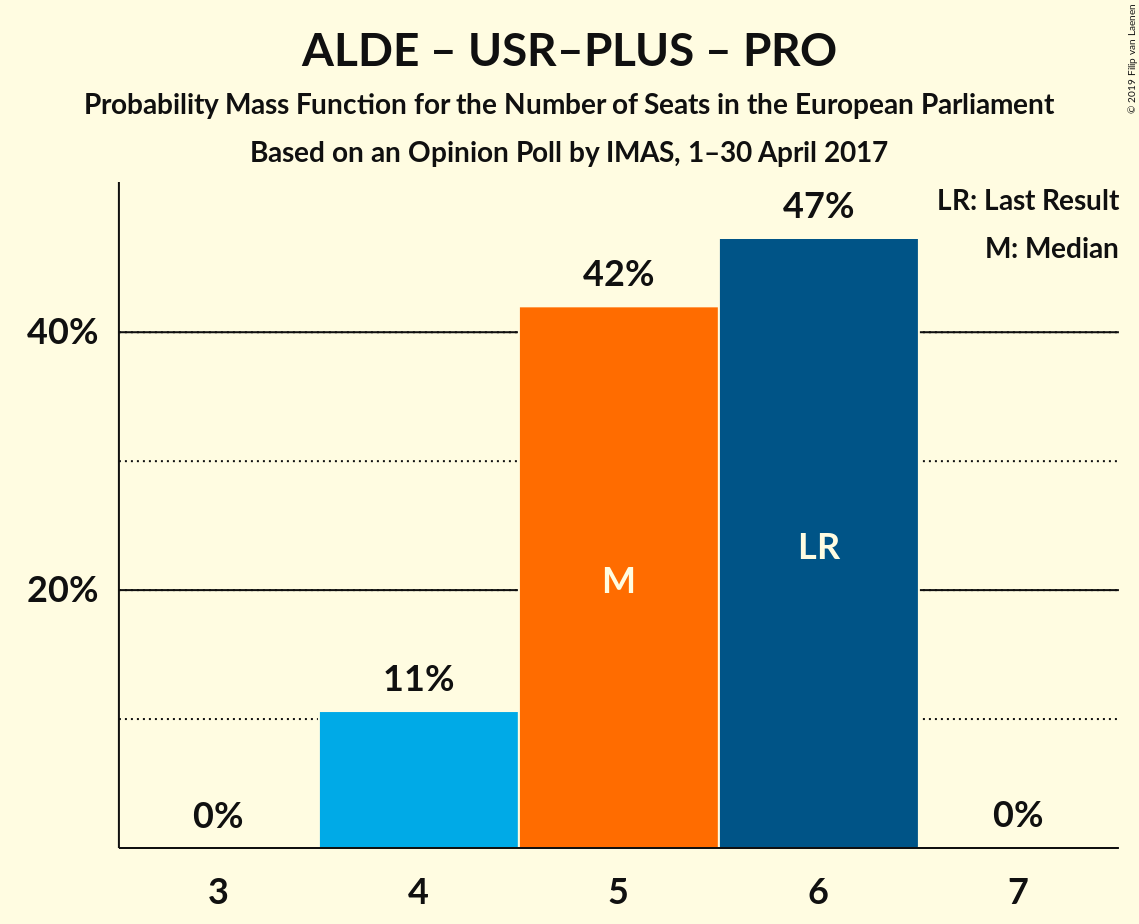 ALDE – USR–PLUS – PRO
Probability Mass Function for the Number of Seats in the European Parliament
Based on an Opinion Poll by IMAS, 1–30 April 2017
© 2019 Filip van Laenen
LR: Last Result
M: Median
47%
42%
40%
LR
M
20%
11%
0%
0%
3
4
5
6
7